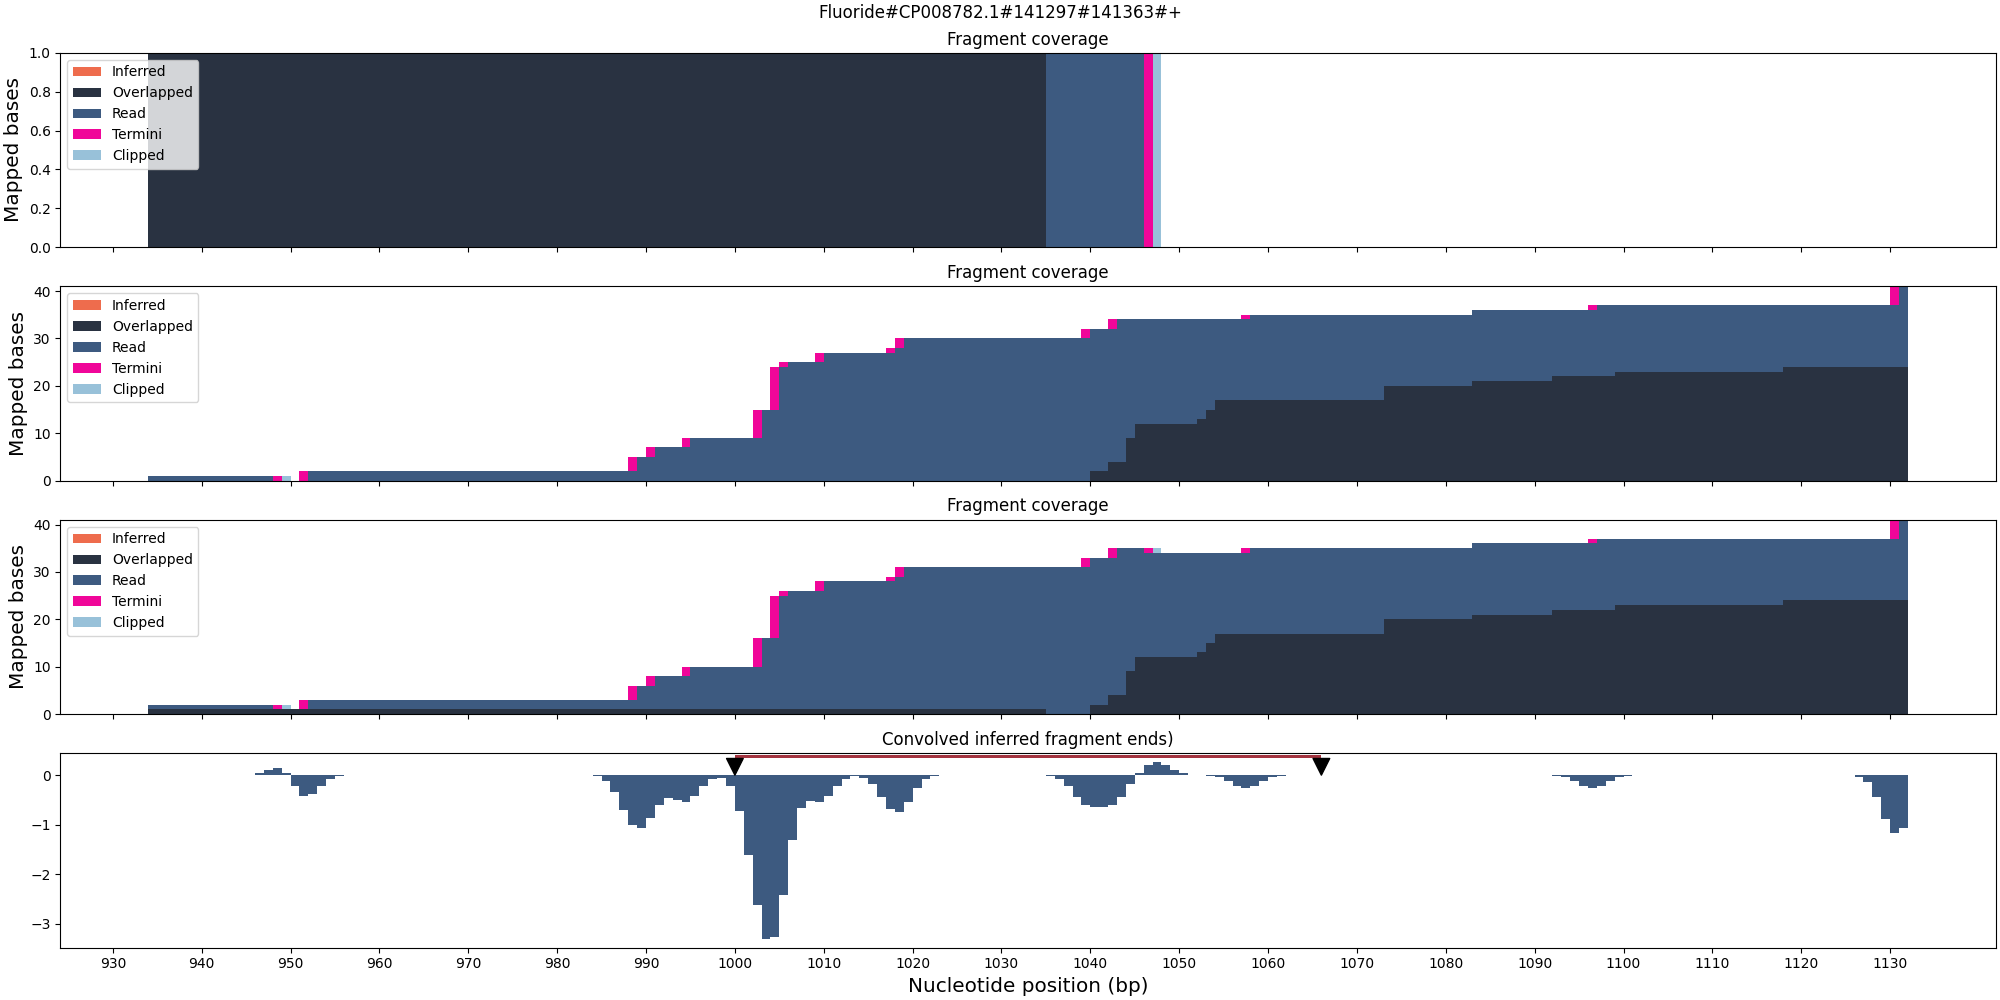 Fluoride#CP008782.1#141297#141363#+
Fragment coverage
Mapped bases
1.0
0.8
0.6
0.4
0.2
0.0
Inferred
Overlapped
Read
Termini
Clipped
Fragment coverage
Mapped bases
40
30
20
10
0
Inferred
Overlapped
Read
Termini
Clipped
Fragment coverage
Mapped bases
40
30
20
10
0
Inferred
Overlapped
Read
Termini
Clipped
Convolved inferred fragment ends)
0
−1
−2
−3
930 940 950 960 970 980 990 1000 1010 1020 1030 1040 1050 1060 1070 1080 1090 1100 1110 1120 1130
Nucleotide position (bp)